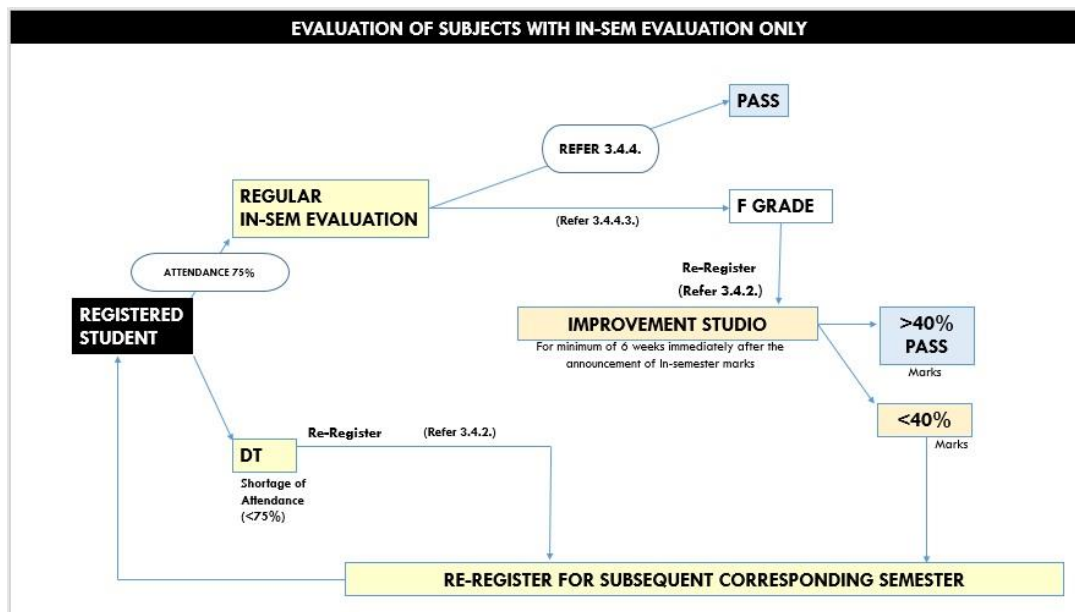 EVALUATION OF SUBJECTS WITH IN-SEM EVALUATION ONLY
PASS
REFER 3.4.4.
REGULAR
IN-SEM EVALUATION
(Refer 3.4.4.3.)
F GRADE
ATTENDANCE 75%
Re-Register
(Refer 3.4.2.)
REGISTERED
STUDENT
IMPROVEMENT STUDIO
For minimum of 6 weeks immediately after the
announcement of In-semester marks
>40%
PASS
Marks
<40%
Marks
Re-Register (Refer 3.4.2.)
DT
Shortage of
Attendance
(<75%)
RE-REGISTER FOR SUBSEQUENT CORRESPONDING SEMESTER